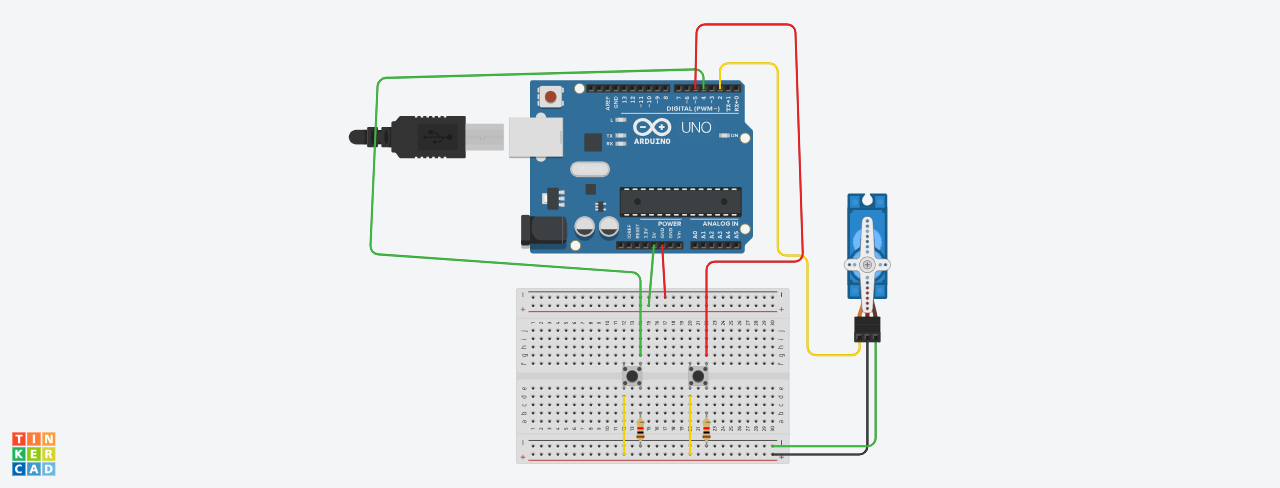 AREF
GND
13
12
~11
~10
~9
8
7
~6
~5
4
~3
2
TX→1
RX←0
DIGITAL (PWM~)
L
TX
RX
UNO
ARDUINO
ON
POWER
ANALOG IN
IOREF
RESET
3.3V
5V
GND
GND
Vin
A0
A1
A2
A3
A4
A5
j
i
h
g
f
e
d
c
b
a
TIN
KER
CAD